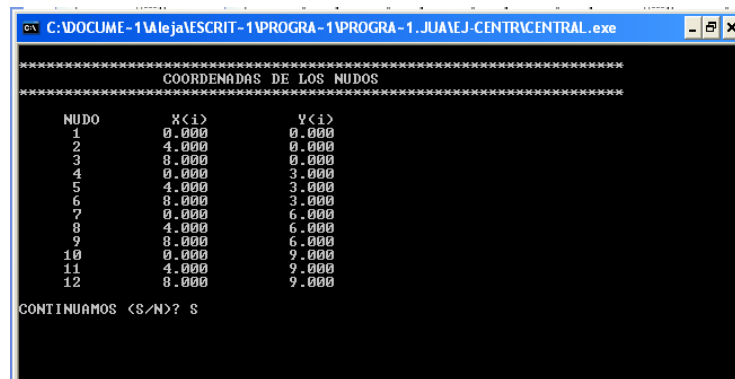 C:\DOCUME~1\Aleja\ESCRIT~1\PROGRA~1\PROGRA~1.JUA\EJ-CENTR\CENTRAL.exe
*********************************************************************
COORDENADAS DE LOS NUDOS
*********************************************************************
NUDO X(i) Y(i)
1 0.000 0.000
2 4.000 0.000
3 8.000 0.000
4 0.000 3.000
5 4.000 3.000
6 8.000 3.000
7 0.000 6.000
8 4.000 6.000
9 8.000 6.000
10 0.000 9.000
11 4.000 9.000
12 8.000 9.000
CONTINUAMOS (S/N)? S